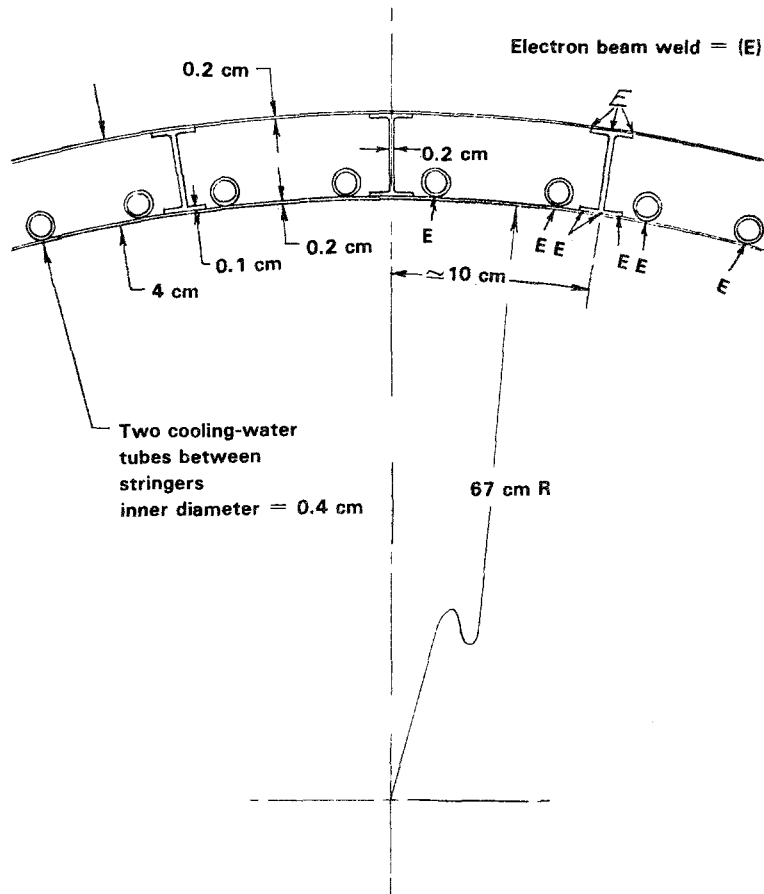 Electron beam weld = (E)
0.2 cm
E
0.2 cm
E
E E
E E
E
0.1 cm
0.2 cm
4 cm
≃10 cm
Two cooling-water
tubes between
stringers
inner diameter = 0.4 cm
67 cm R